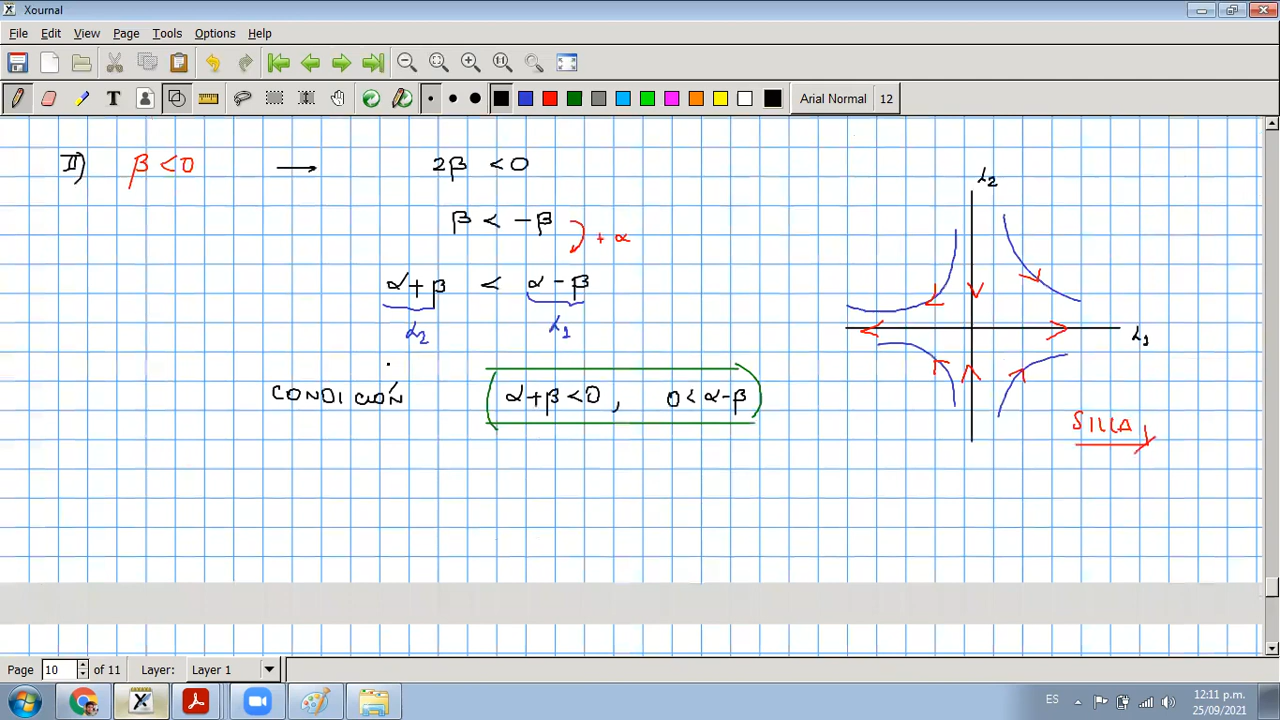 Xournal
File Edit View Page Tools Options Help
Arial Normal 12
II) β < 0 → 2β < 0
β < -β
+ α
α + β < α - β
λ2 λ1
CONDICIÓN α + β < 0, 0 < α - β
λ2
λ1
SILLA
Page 10 of 11 Layer: Layer 1
ES 12:11 p.m.
25/09/2021